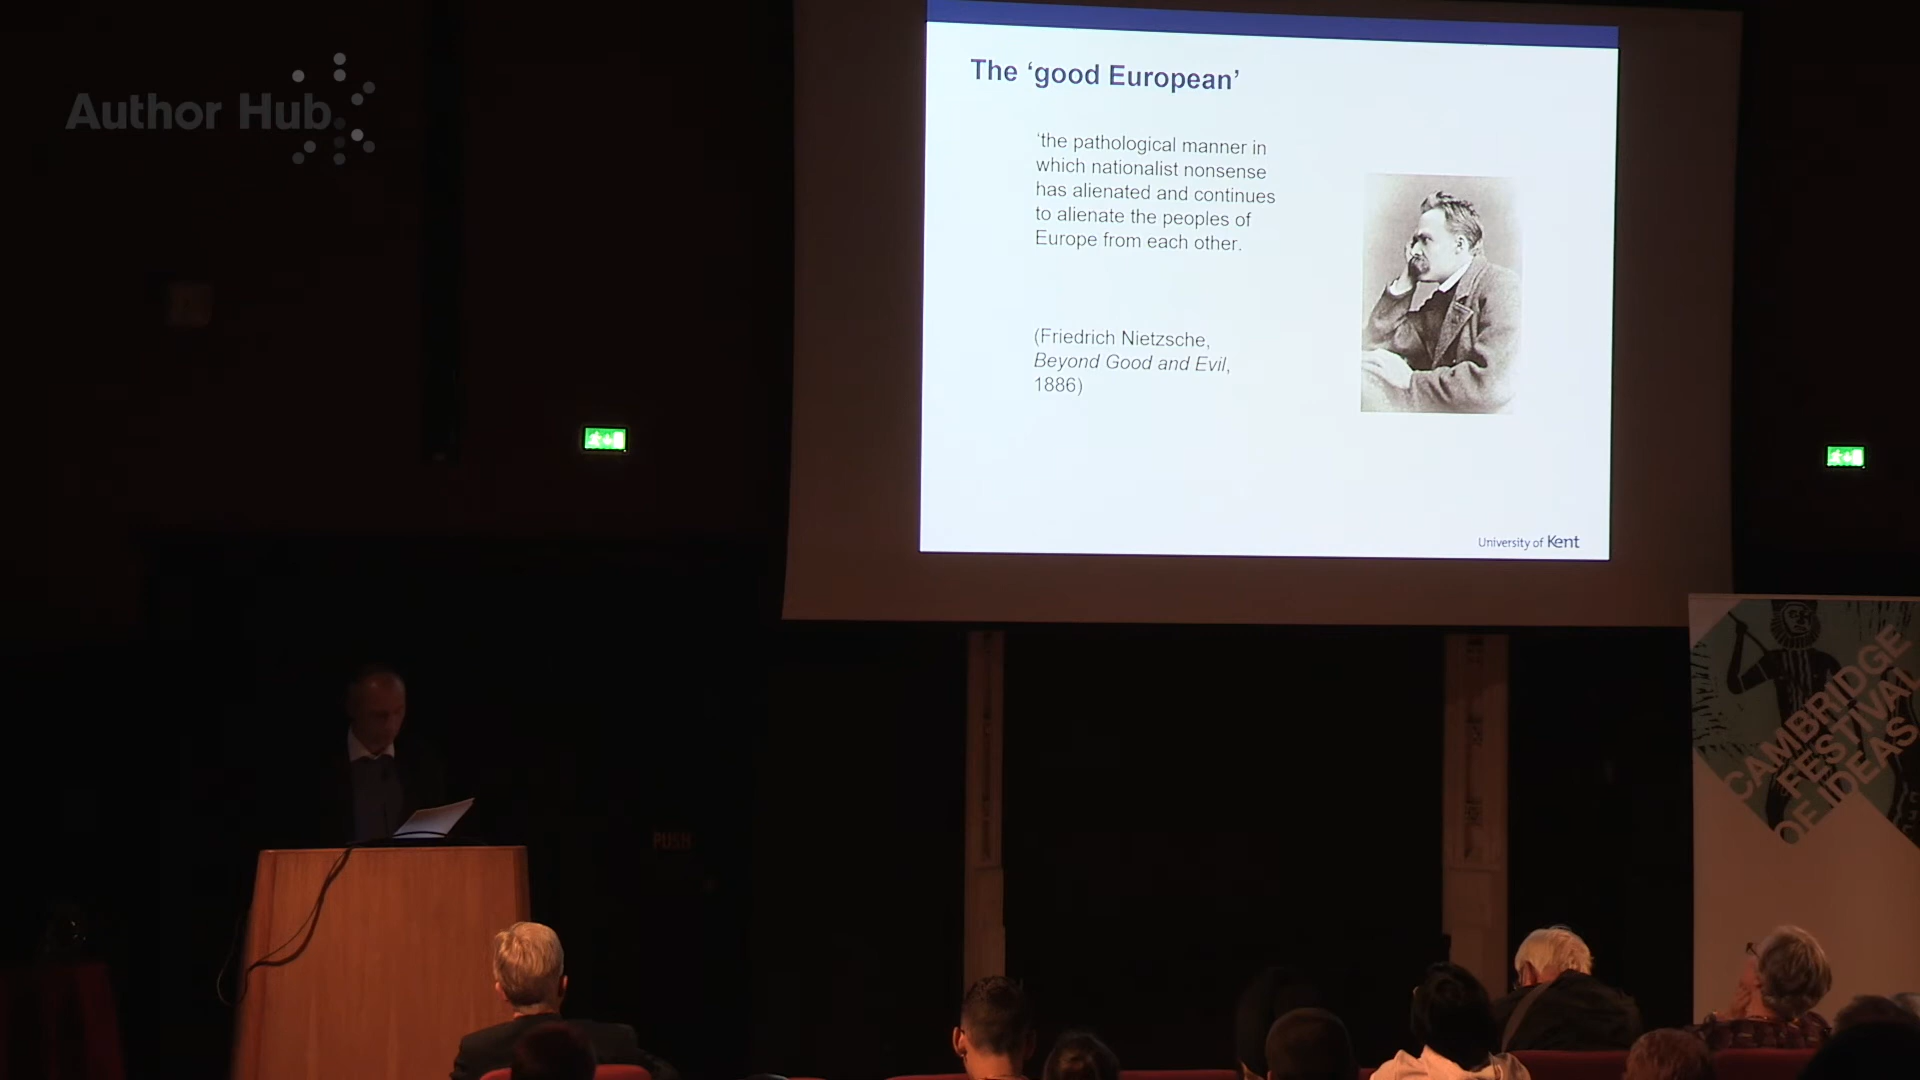 Author Hub
The ‘good European’
‘the pathological manner in
which nationalist nonsense
has alienated and continues
to alienate the peoples of
Europe from each other.
(Friedrich Nietzsche,
Beyond Good and Evil,
1886)
University of Kent
PUSH
CAMBRIDGE
FESTIVAL
OF IDEAS